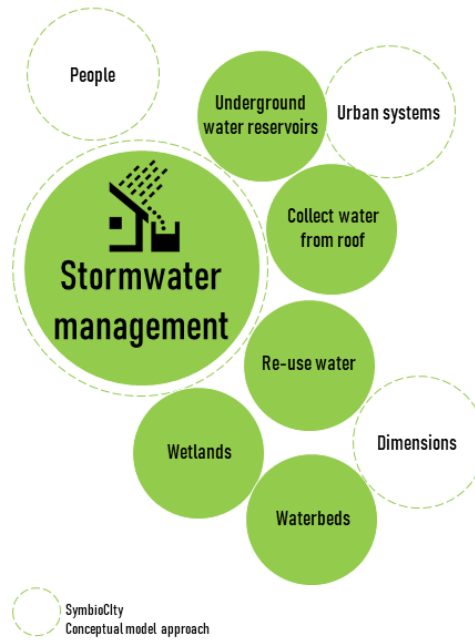 People
Underground
water reservoirs
Urban systems
Collect water
from roof
Stormwater
management
Re-use water
Wetlands
Dimensions
Waterbeds
SymbioCIty
Conceptual model approach